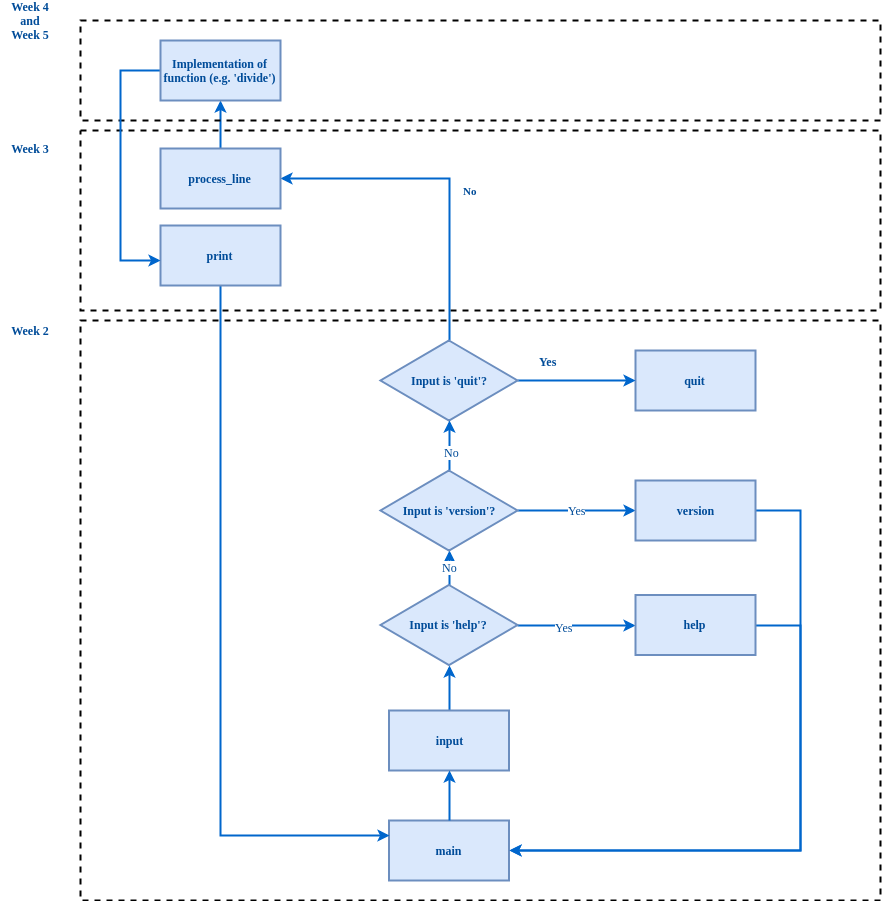 Week 4
and
Week 5
Implementation of
function (e.g. 'divide')
Week 3
process_line
No
print
Week 2
Input is 'quit'?
Yes
quit
No
Input is 'version'?
Yes
version
No
Input is 'help'?
Yes
help
input
main